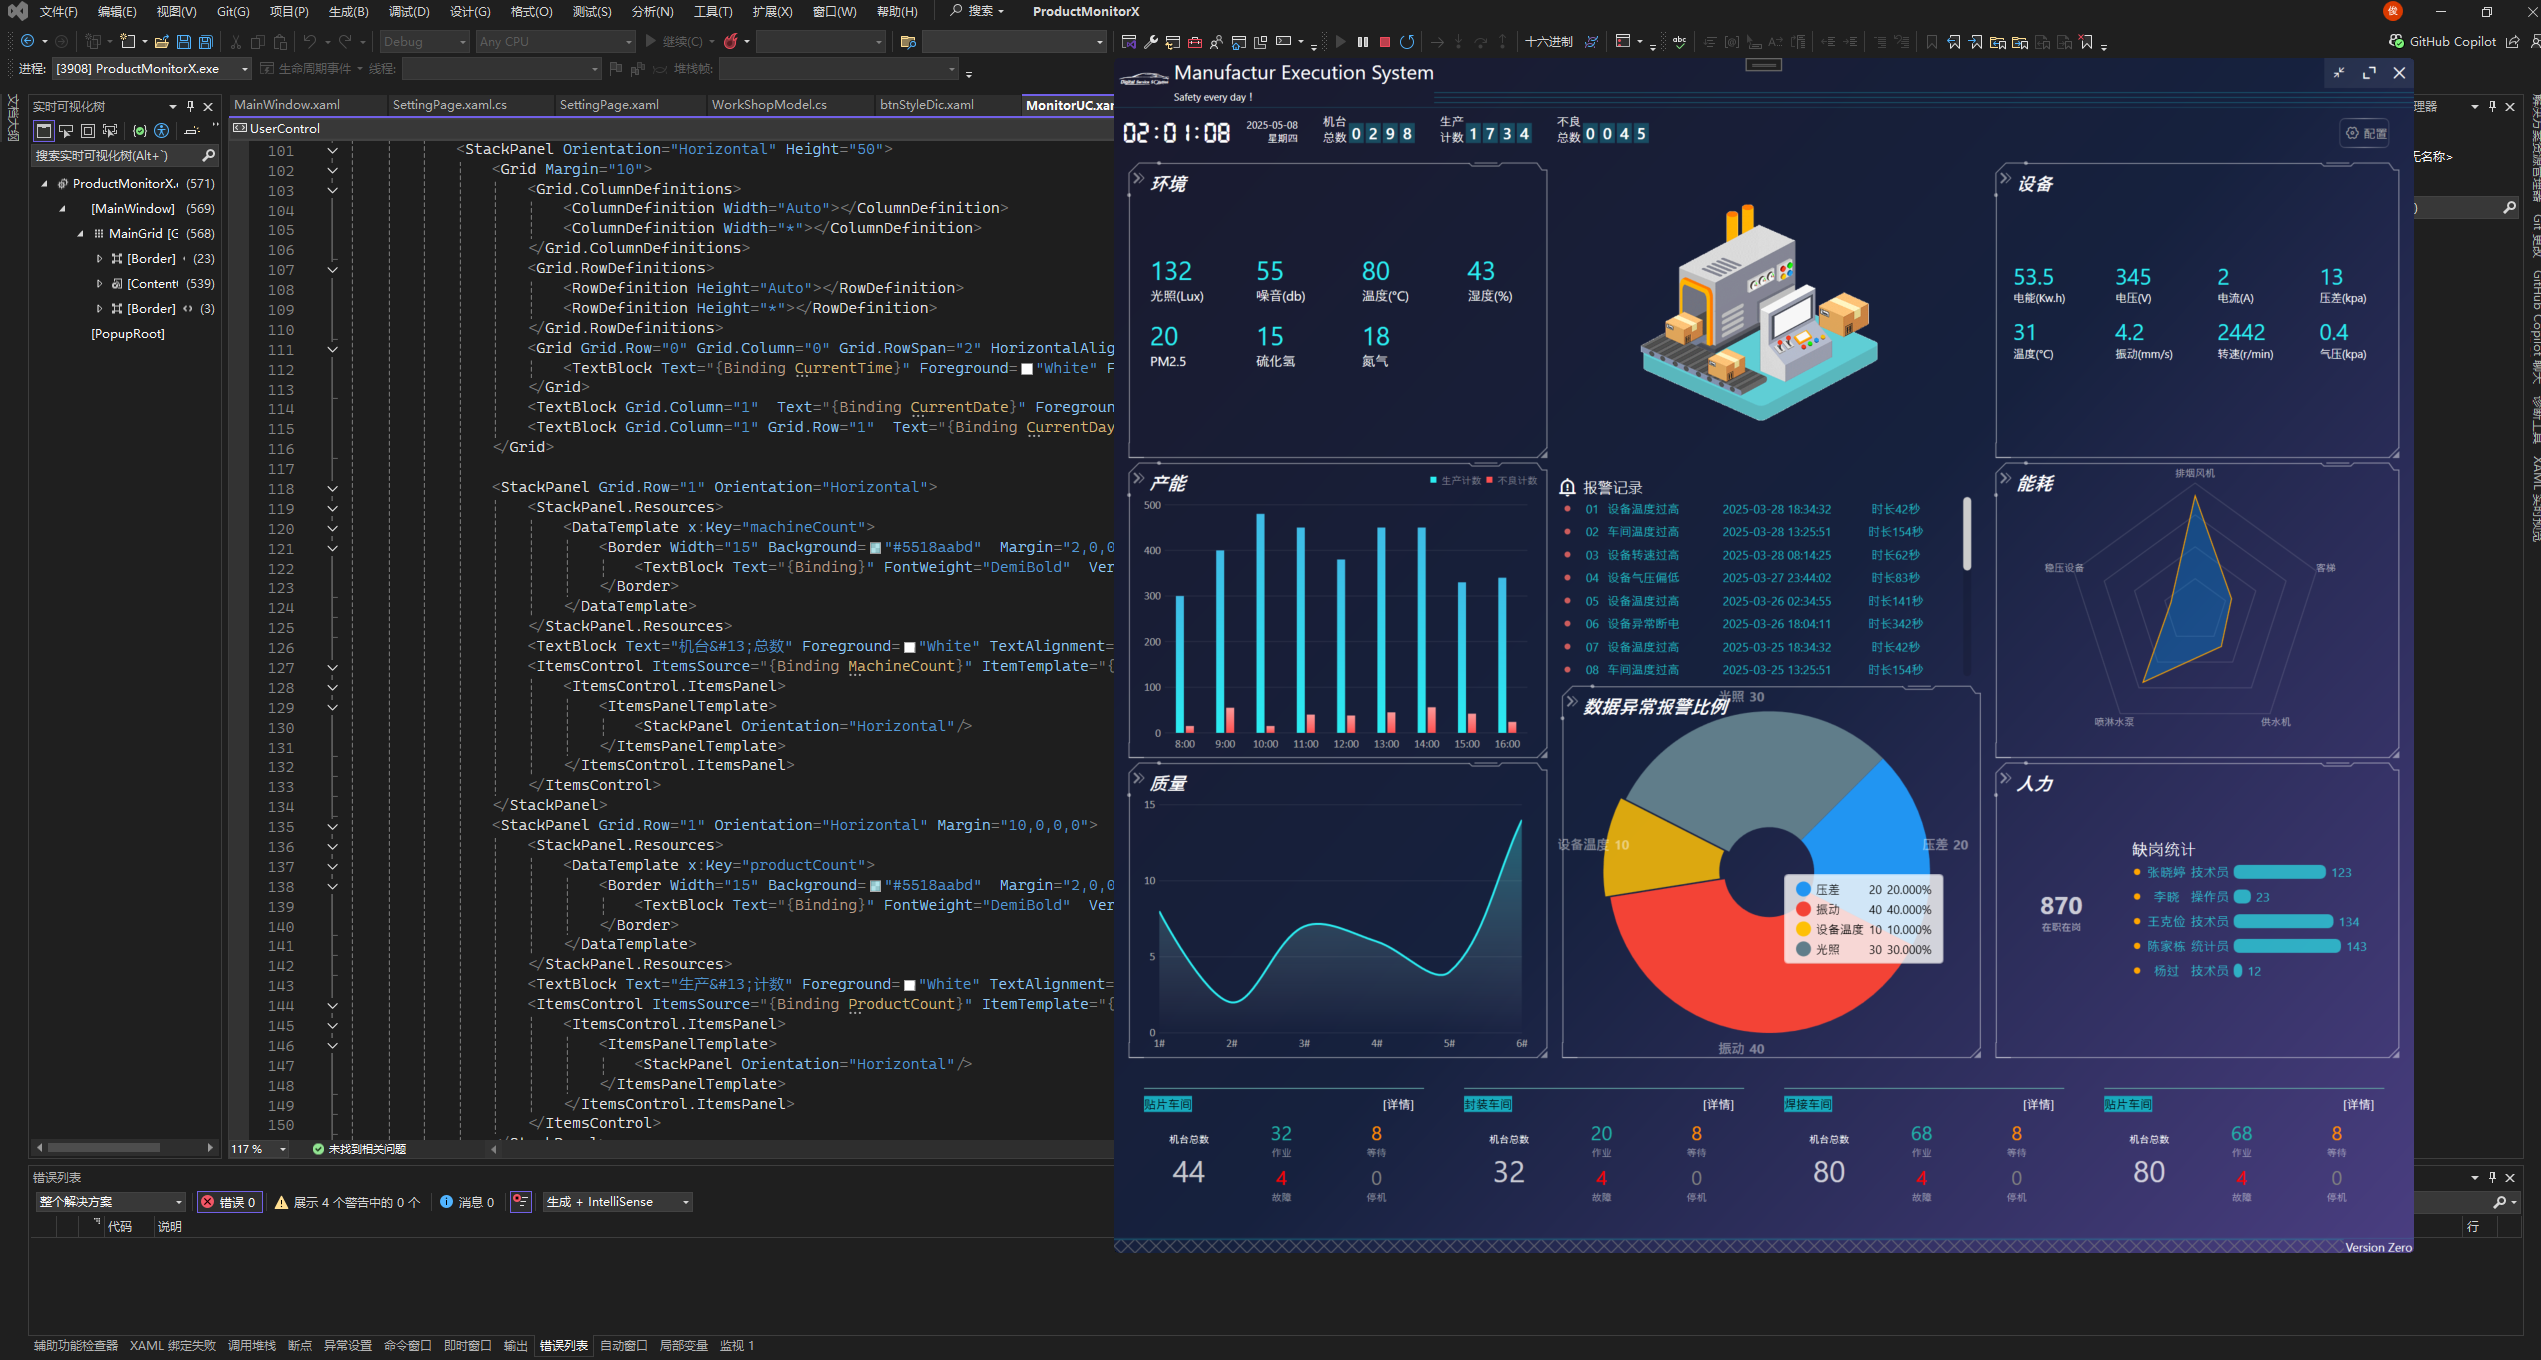 文件(F) 编辑(E) 视图(V) Git(G) 项目(P) 生成(B) 调试(D) 设计(G) 格式(O) 测试(S) 分析(N) 工具(T) 扩展(X) 窗口(W) 帮助(H) 搜索 ProductMonitorX 俊
Debug Any CPU 继续(C) 十六进制 GitHub Copilot
进程: [3908] ProductMonitorX.exe 生命周期事件 线程: 堆栈帧:
文档大纲
实时可视化树
搜索实时可视化树(Alt+`)
ProductMonitorX. (571)
[MainWindow] (569)
MainGrid [G (568)
[Border] (23)
[Content( (539)
[Border] (3)
[PopupRoot]
MainWindow.xaml SettingPage.xaml.cs SettingPage.xaml WorkShopModel.cs btnStyleDic.xaml MonitorUC.xam
UserControl
101 <StackPanel Orientation="Horizontal" Height="50">
102 <Grid Margin="10">
103 <Grid.ColumnDefinitions>
104 <ColumnDefinition Width="Auto"></ColumnDefinition>
105 <ColumnDefinition Width="*"></ColumnDefinition>
106 </Grid.ColumnDefinitions>
107 <Grid.RowDefinitions>
108 <RowDefinition Height="Auto"></RowDefinition>
109 <RowDefinition Height="*"></RowDefinition>
110 </Grid.RowDefinitions>
111 <Grid Grid.Row="0" Grid.Column="0" Grid.RowSpan="2" HorizontalAlig
112 <TextBlock Text="{Binding CurrentTime}" Foreground="White" F
113 </Grid>
114 <TextBlock Grid.Column="1" Text="{Binding CurrentDate}" Foregroun
115 <TextBlock Grid.Column="1" Grid.Row="1" Text="{Binding CurrentDay
116 </Grid>
117
118 <StackPanel Grid.Row="1" Orientation="Horizontal">
119 <StackPanel.Resources>
120 <DataTemplate x:Key="machineCount">
121 <Border Width="15" Background="#5518aabd" Margin="2,0,0
122 <TextBlock Text="{Binding}" FontWeight="DemiBold" Ver
123 </Border>
124 </DataTemplate>
125 </StackPanel.Resources>
126 <TextBlock Text="机台&#13;总数" Foreground="White" TextAlignment=
127 <ItemsControl ItemsSource="{Binding MachineCount}" ItemTemplate="{
128 <ItemsControl.ItemsPanel>
129 <ItemsPanelTemplate>
130 <StackPanel Orientation="Horizontal"/>
131 </ItemsPanelTemplate>
132 </ItemsControl.ItemsPanel>
133 </ItemsControl>
134 </StackPanel>
135 <StackPanel Grid.Row="1" Orientation="Horizontal" Margin="10,0,0,0">
136 <StackPanel.Resources>
137 <DataTemplate x:Key="productCount">
138 <Border Width="15" Background="#5518aabd" Margin="2,0,0
139 <TextBlock Text="{Binding}" FontWeight="DemiBold" Ver
140 </Border>
141 </DataTemplate>
142 </StackPanel.Resources>
143 <TextBlock Text="生产&#13;计数" Foreground="White" TextAlignment=
144 <ItemsControl ItemsSource="{Binding ProductCount}" ItemTemplate="{
145 <ItemsControl.ItemsPanel>
146 <ItemsPanelTemplate>
147 <StackPanel Orientation="Horizontal"/>
148 </ItemsPanelTemplate>
149 </ItemsControl.ItemsPanel>
150 </ItemsControl>
117 % 未找到相关问题
Manufactur Execution System
Safety every day！
02:01:08 2025-05-08 星期四 机台总数 0 2 9 8 生产计数 1 7 3 4 不良总数 0 0 4 5 配置
环境
132 55 80 43
光照(Lux) 噪音(db) 温度(℃) 湿度(%)
20 15 18
PM2.5 硫化氢 氮气
设备
53.5 345 2 13
电能(Kw.h) 电压(V) 电流(A) 压差(kpa)
31 4.2 2442 0.4
温度(℃) 振动(mm/s) 转速(r/min) 气压(kpa)
产能
生产计数 不良计数
500
400
300
200
100
0
8:00 9:00 10:00 11:00 12:00 13:00 14:00 15:00 16:00
报警记录
01 设备温度过高 2025-03-28 18:34:32 时长42秒
02 车间温度过高 2025-03-28 13:25:51 时长154秒
03 设备转速过高 2025-03-28 08:14:25 时长62秒
04 设备气压偏低 2025-03-27 23:44:02 时长83秒
05 设备温度过高 2025-03-26 02:34:55 时长141秒
06 设备异常断电 2025-03-26 18:04:11 时长342秒
07 设备温度过高 2025-03-25 18:34:32 时长42秒
08 车间温度过高 2025-03-25 13:25:51 时长154秒
能耗
排烟风机
稳压设备 客梯
喷淋水泵 供水机
质量
15
10
5
0
1# 2# 3# 4# 5# 6#
数据异常报警比例
光照 30
设备温度 10
压差 20
压差 20 20.000%
振动 40 40.000%
设备温度 10 10.000%
光照 30 30.000%
振动 40
人力
870
在职在岗
缺岗统计
张晓婷 技术员 123
李晓 操作员 23
王克俭 技术员 134
陈家栋 统计员 143
杨过 技术员 12
贴片车间 [详情] 封装车间 [详情] 焊接车间 [详情] 贴片车间 [详情]
机台总数 32 8 机台总数 20 8 机台总数 68 8 机台总数 68 8
作业 等待 作业 等待 作业 等待 作业 等待
44 4 0 32 4 0 80 4 0 80 4 0
故障 停机 故障 停机 故障 停机 故障 停机
Version Zero
理器
无名称>
解决方案资源管理器
Git 更改
GitHub Copilot 聊天
诊断工具
XAML 实时预览
错误列表
整个解决方案 错误 0 展示 4 个警告中的 0 个 消息 0 生成 + IntelliSense
代码 说明 行
辅助功能检查器 XAML 绑定失败 调用堆栈 断点 异常设置 命令窗口 即时窗口 输出 错误列表 自动窗口 局部变量 监视 1